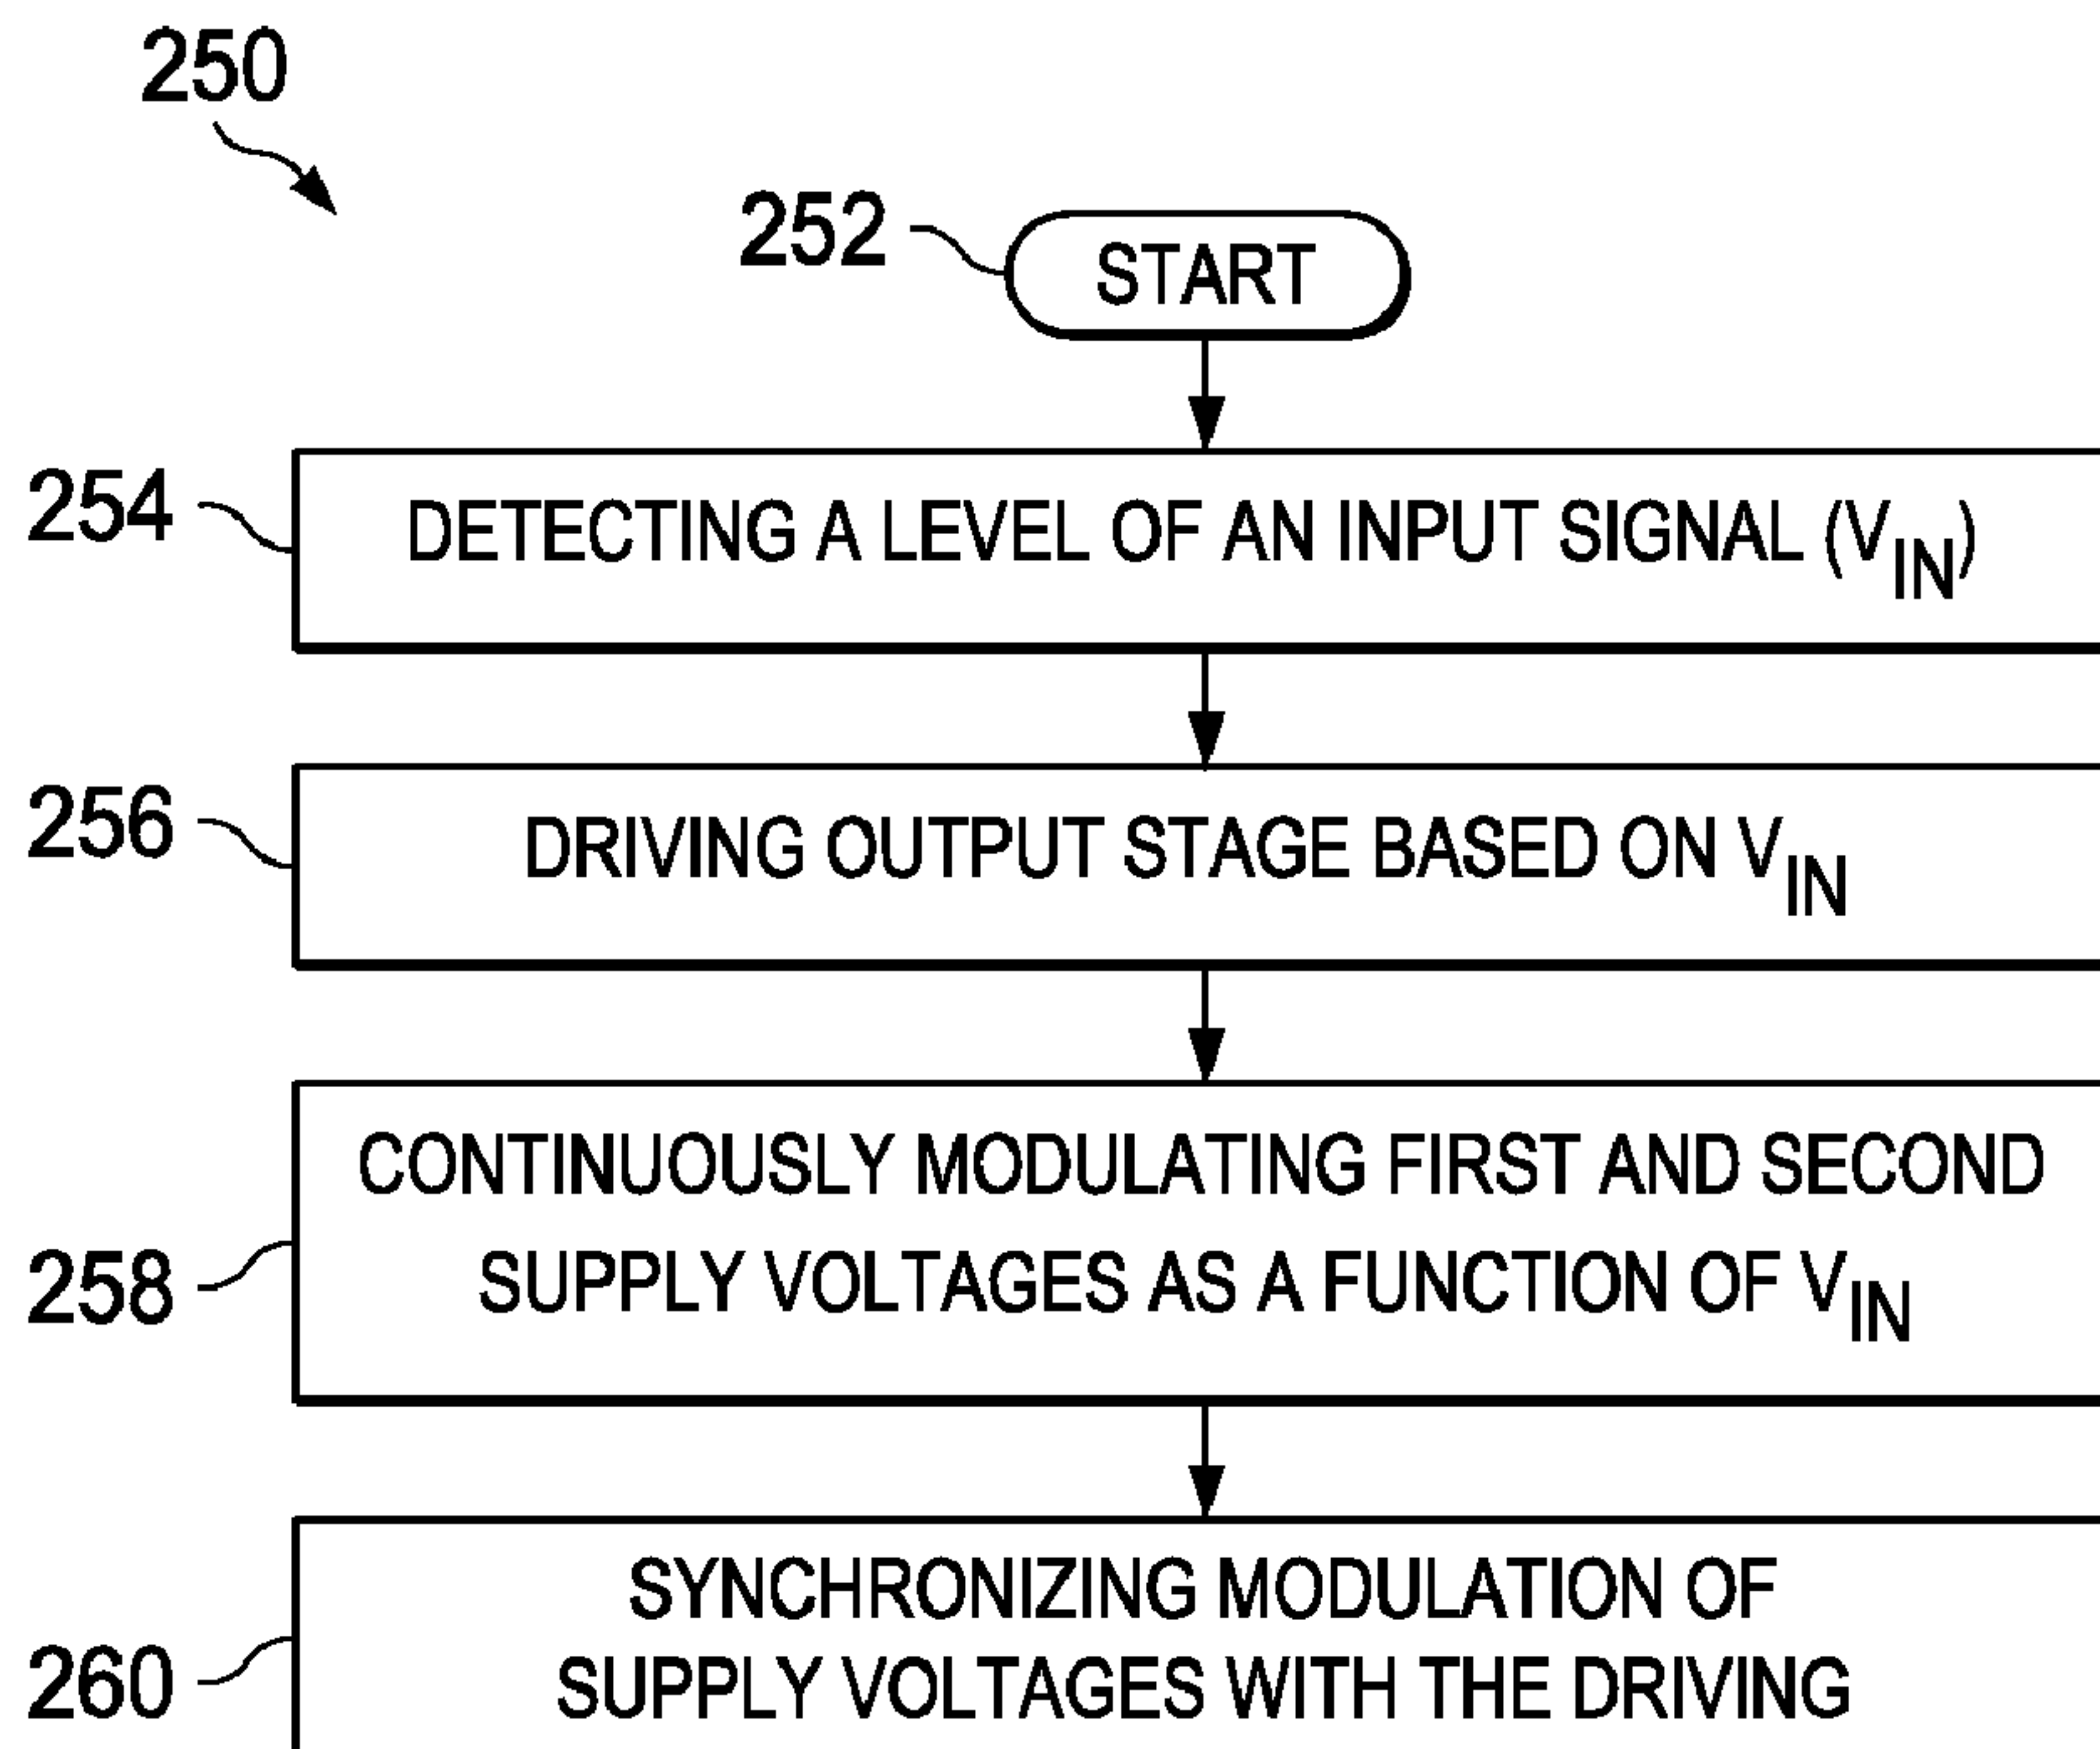 250
252
START
254
DETECTING A LEVEL OF AN INPUT SIGNAL (VIN)
256
DRIVING OUTPUT STAGE BASED ON VIN
CONTINUOUSLY MODULATING FIRST AND SECOND
SUPPLY VOLTAGES AS A FUNCTION OF VIN
258
SYNCHRONIZING MODULATION OF
SUPPLY VOLTAGES WITH THE DRIVING
260